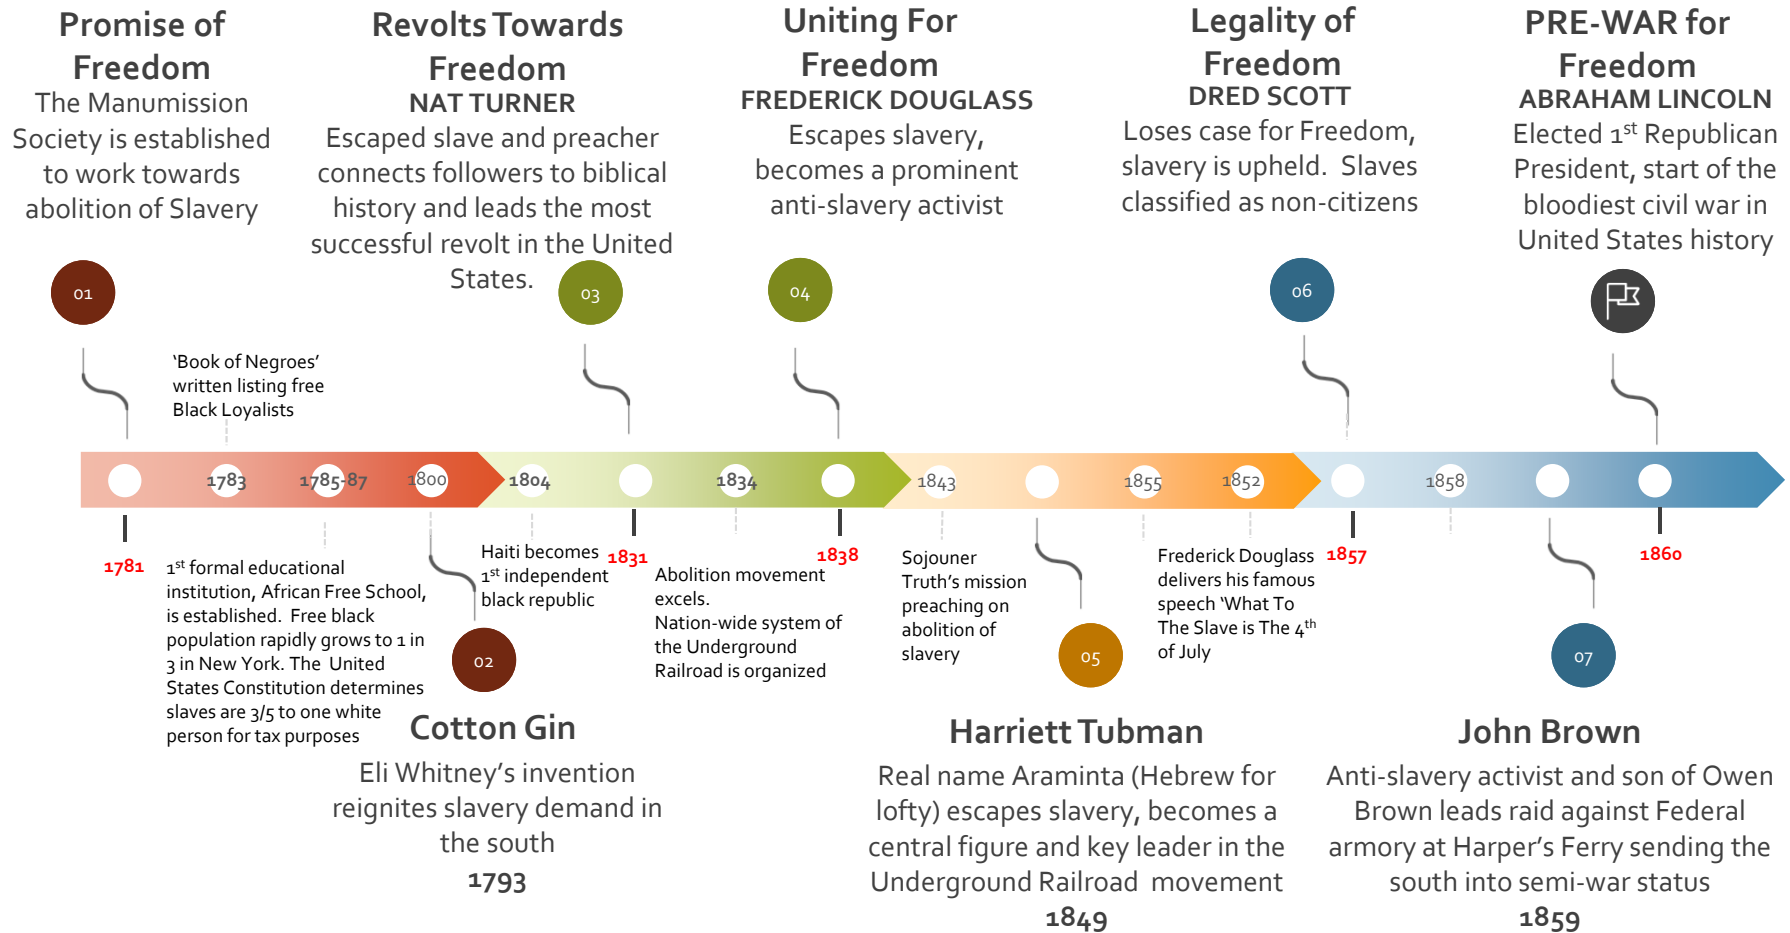 Promise of
Freedom
The Manumission
Society is established
to work towards
abolition of Slavery
01
Revolts Towards
Freedom
NAT TURNER
Escaped slave and preacher
connects followers to biblical
history and leads the most
successful revolt in the United
States.
03
Uniting For
Freedom
FREDERICK DOUGLASS
Escapes slavery,
becomes a prominent
anti-slavery activist
04
Legality of
Freedom
DRED SCOTT
Loses case for Freedom,
slavery is upheld.  Slaves
classified as non-citizens
06
PRE-WAR for
Freedom
ABRAHAM LINCOLN
Elected 1st Republican
President, start of the
bloodiest civil war in
United States history
‘Book of Negroes’
written listing free
Black Loyalists
1783
1785-87
1800
1804
1834
1843
1855
1852
1858
1781
1831
1838
1857
1860
1st formal educational
institution, African Free School,
is established.  Free black
population rapidly grows to 1 in
3 in New York. The  United
States Constitution determines
slaves are 3/5 to one white
person for tax purposes
Haiti becomes
1st independent
black republic
Abolition movement
excels.
Nation-wide system of
the Underground
Railroad is organized
Sojouner
Truth’s mission
preaching on
abolition of
slavery
Frederick Douglass
delivers his famous
speech ‘What To
The Slave is The 4th
of July
02
Cotton Gin
Eli Whitney’s invention
reignites slavery demand in
the south
1793
05
Harriett Tubman
Real name Araminta (Hebrew for
lofty) escapes slavery, becomes a
central figure and key leader in the
Underground Railroad  movement
1849
07
John Brown
Anti-slavery activist and son of Owen
Brown leads raid against Federal
armory at Harper’s Ferry sending the
south into semi-war status
1859